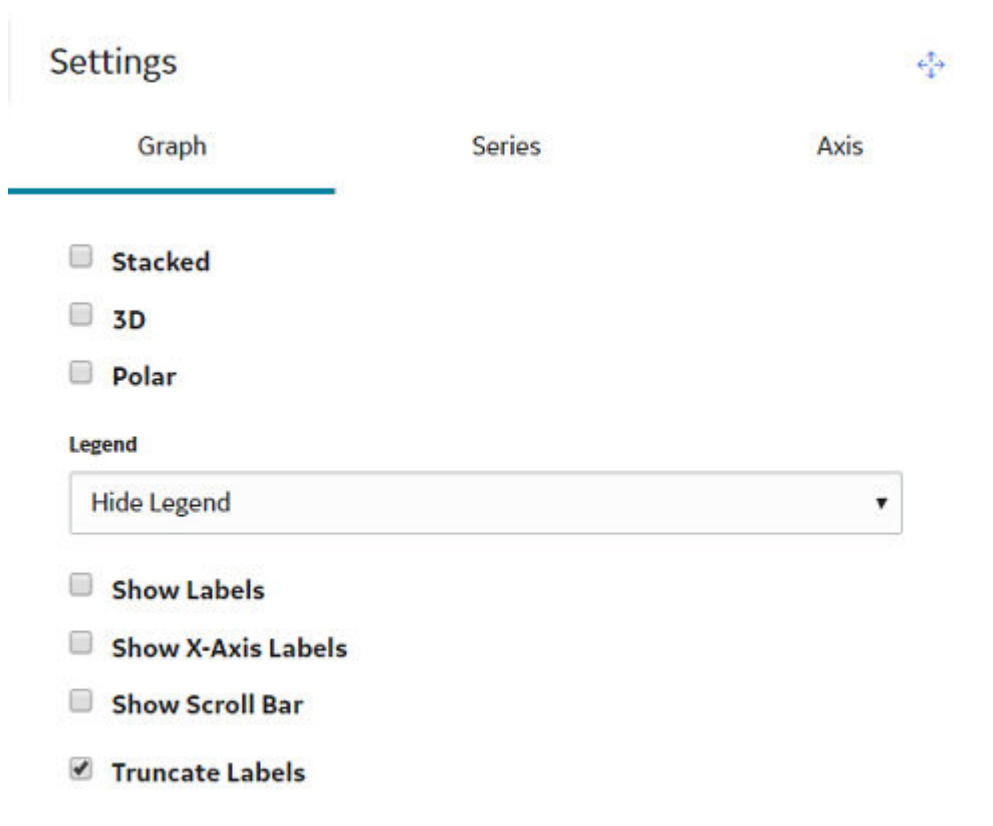 Settings
Graph Series Axis
Stacked
3D
Polar
Legend
Hide Legend
Show Labels
Show X-Axis Labels
Show Scroll Bar
Truncate Labels